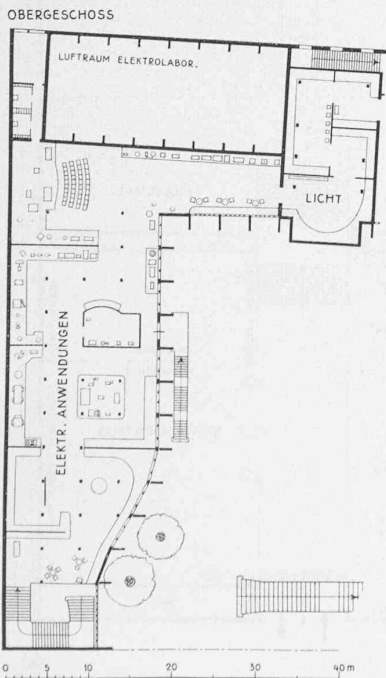 OBERGESCHOSS
LUFTRAUM ELEKTROLABOR.
LICHT
ELEKTR. ANWENDUNGEN
0 5 10 20 30 40 m